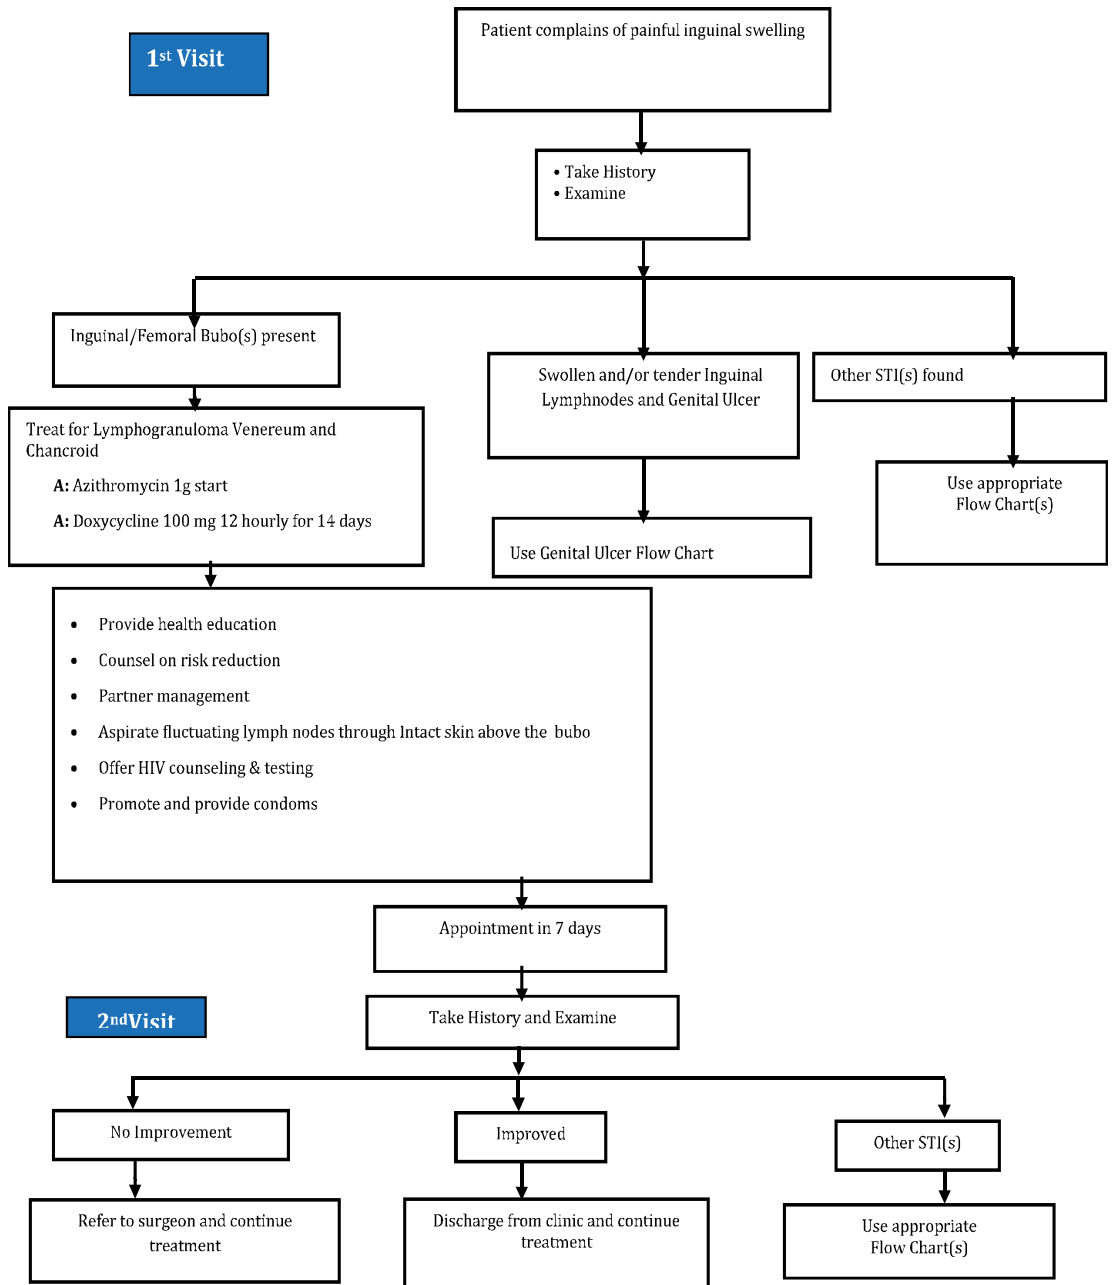 Patient complains of painful inguinal swelling
1st Visit
• Take History
• Examine
Inguinal/Femoral Bubo(s) present
Swollen and/or tender Inguinal
Lymphnodes and Genital Ulcer
Other STI(s) found
Treat for Lymphogranuloma Venereum and
Chancroid
A: Azithromycin 1g start
A: Doxycycline 100 mg 12 hourly for 14 days
Use Genital Ulcer Flow Chart
Use appropriate
Flow Chart(s)
• Provide health education
• Counsel on risk reduction
• Partner management
• Aspirate fluctuating lymph nodes through Intact skin above the bubo
• Offer HIV counseling & testing
• Promote and provide condoms
Appointment in 7 days
2ndVisit
Take History and Examine
No Improvement
Improved
Other STI(s)
Refer to surgeon and continue
treatment
Discharge from clinic and continue
treatment
Use appropriate
Flow Chart(s)